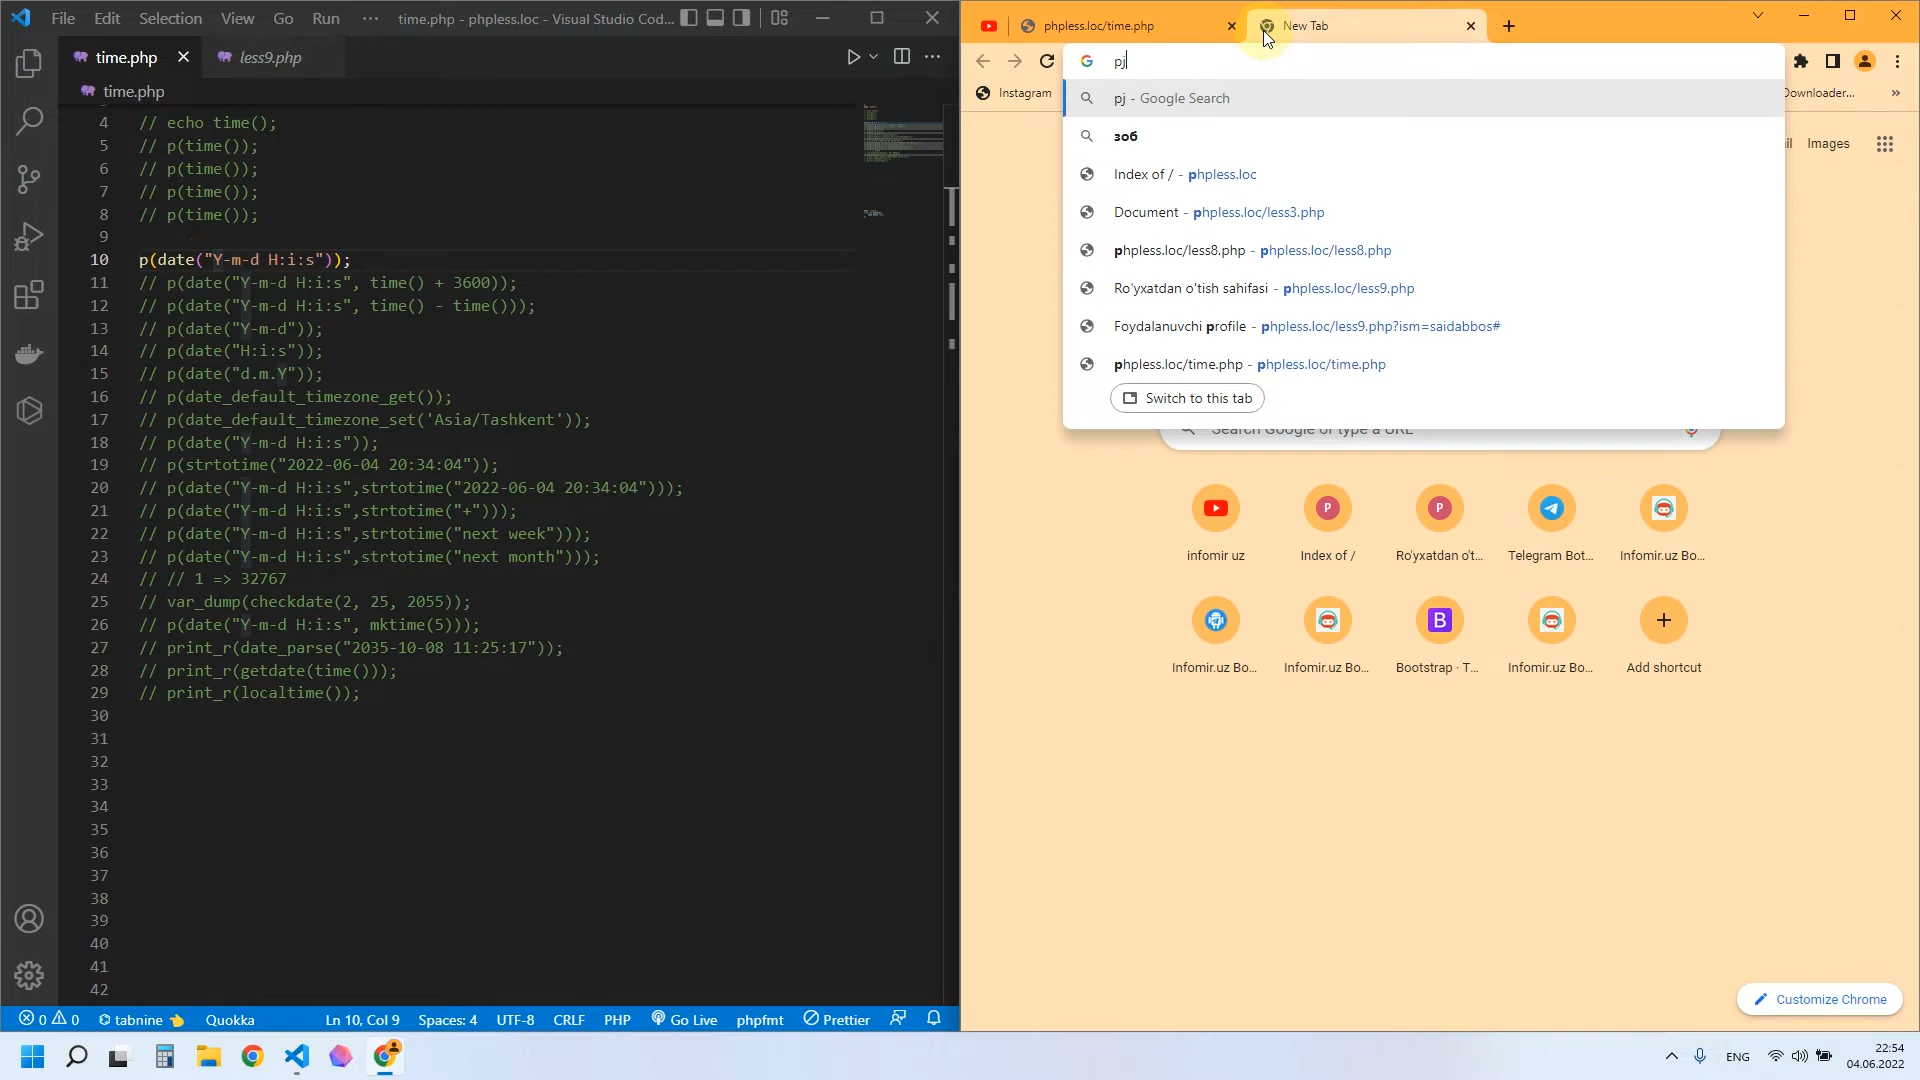 File Edit Selection View Go Run ··· time.php - phpless.loc - Visual Studio Cod...
time.php less9.php
time.php
4 // echo time();
5 // p(time());
6 // p(time());
7 // p(time());
8 // p(time());
9
10 p(date("Y-m-d H:i:s"));
11 // p(date("Y-m-d H:i:s", time() + 3600));
12 // p(date("Y-m-d H:i:s", time() - time()));
13 // p(date("Y-m-d"));
14 // p(date("H:i:s"));
15 // p(date("d.m.Y"));
16 // p(date_default_timezone_get());
17 // p(date_default_timezone_set('Asia/Tashkent'));
18 // p(date("Y-m-d H:i:s"));
19 // p(strtotime("2022-06-04 20:34:04"));
20 // p(date("Y-m-d H:i:s",strtotime("2022-06-04 20:34:04")));
21 // p(date("Y-m-d H:i:s",strtotime("+")));
22 // p(date("Y-m-d H:i:s",strtotime("next week")));
23 // p(date("Y-m-d H:i:s",strtotime("next month")));
24 // // 1 => 32767
25 // var_dump(checkdate(2, 25, 2055));
26 // p(date("Y-m-d H:i:s", mktime(5)));
27 // print_r(date_parse("2035-10-08 11:25:17"));
28 // print_r(getdate(time()));
29 // print_r(localtime());
30
31
32
33
34
35
36
37
38
39
40
41
42
0 0 tabnine Quokka Ln 10, Col 9 Spaces: 4 UTF-8 CRLF PHP Go Live phpfmt Prettier
phpless.loc/time.php New Tab
pj
Instagram Downloader... »
pj - Google Search
зоб
Index of / - phpless.loc
Document - phpless.loc/less3.php
phpless.loc/less8.php - phpless.loc/less8.php
Ro'yxatdan o'tish sahifasi - phpless.loc/less9.php
Foydalanuvchi profile - phpless.loc/less9.php?ism=saidabbos#
phpless.loc/time.php - phpless.loc/time.php
Switch to this tab
Images
Search Google or type a URL
infomir uz Index of / Ro'yxatdan o't... Telegram Bot... Infomir.uz Bo...
Infomir.uz Bo... Infomir.uz Bo... Bootstrap · T... Infomir.uz Bo... Add shortcut
Customize Chrome
ENG 22:54
04.06.2022